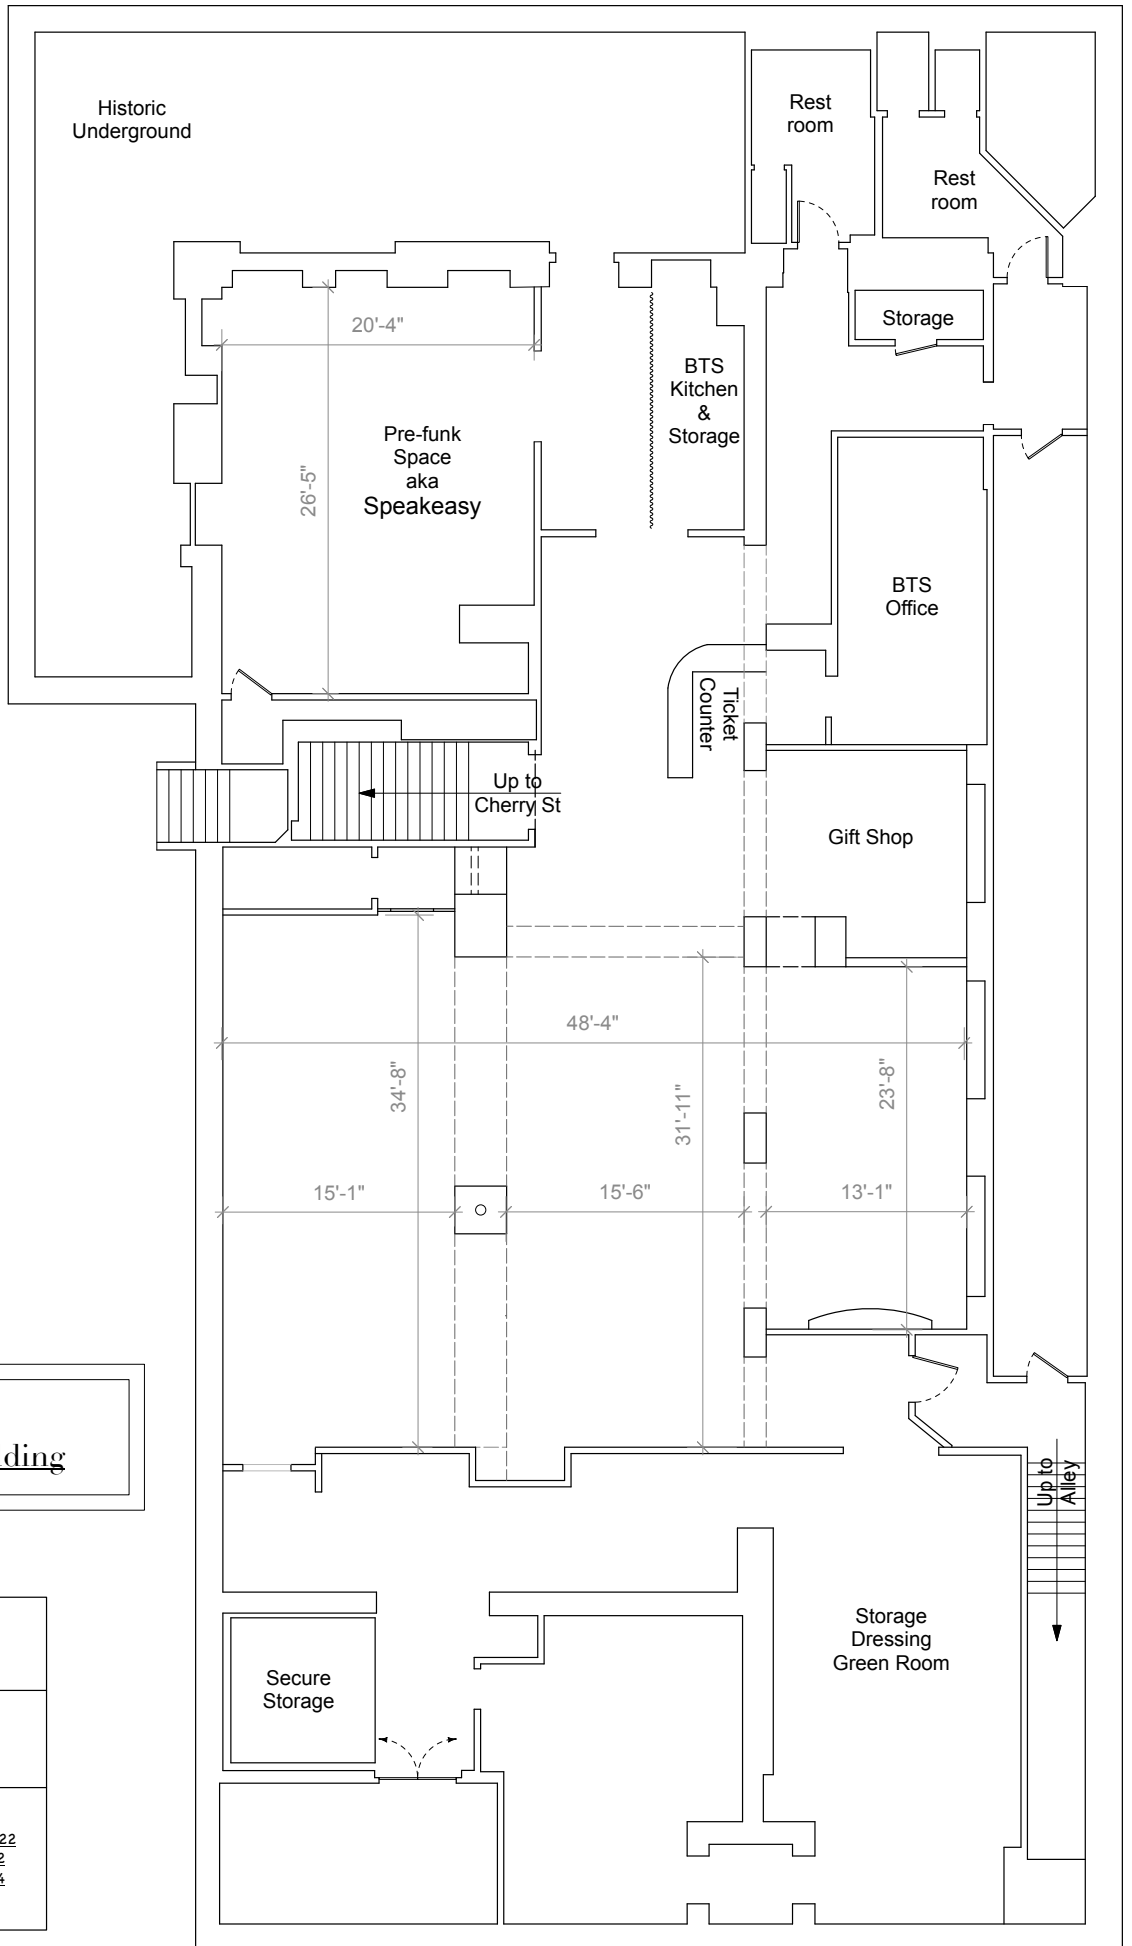 Historic
Underground
Rest
room
Rest
room
Storage
20'-4"
BTS
Kitchen
&
Storage
Pre-funk
Space
aka
Speakeasy
26'-5"
BTS
Office
Ticket
Counter
Up to
Cherry St
Gift Shop
48'-4"
34'-8"
31'-11"
23'-8"
15'-1"
15'-6"
13'-1"
Up to
Alley
Storage
Dressing
Green Room
Secure
Storage